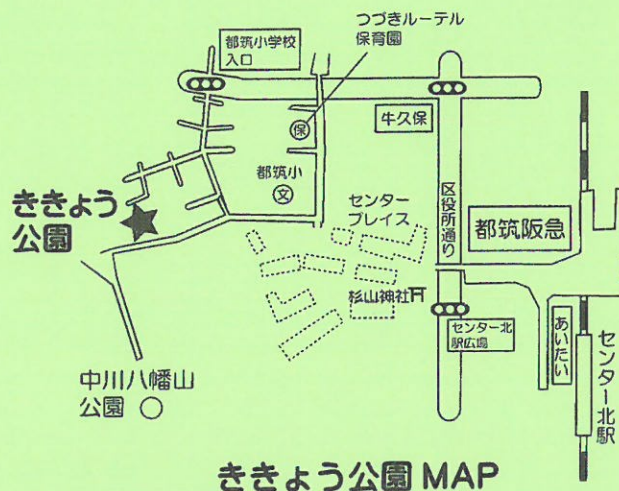 つづきルーテル
保育園
都筑小学校
入口
保
牛久保
都筑小
文
センター
プレイス
区役所通り
都筑阪急
ききょう
公園
杉山神社
センター北
駅広場
あいたい
センター北駅
中川八幡山
公園
ききょう公園 MAP